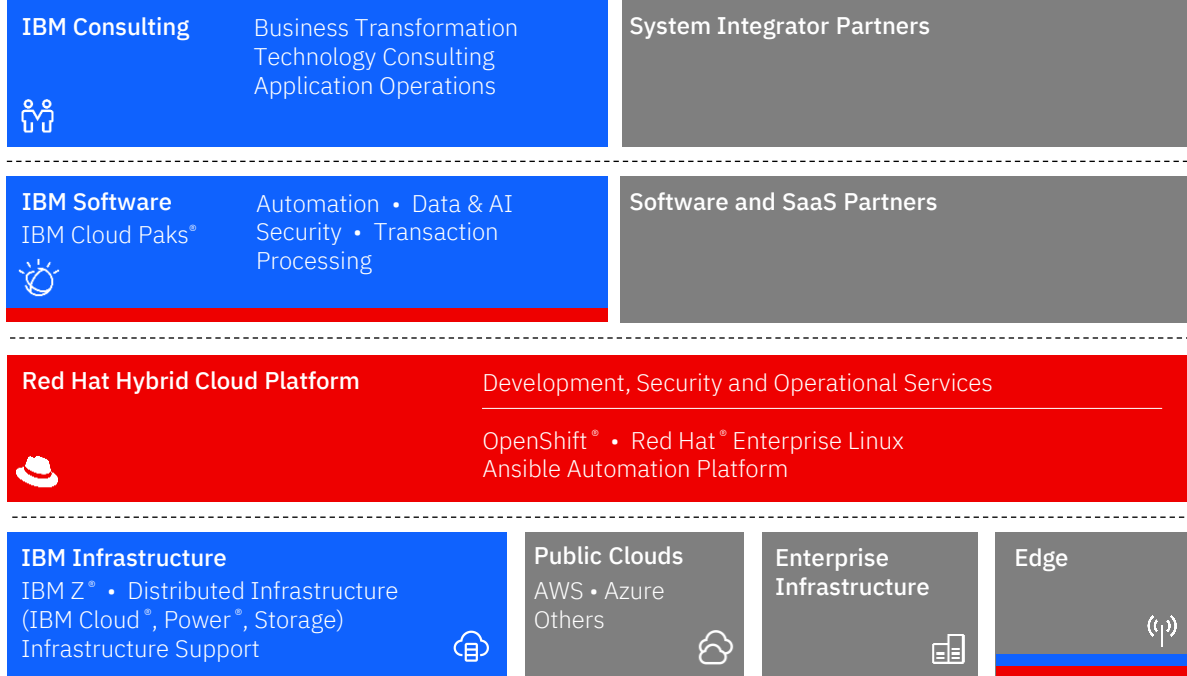 IBM Consulting
Business Transformation
Technology Consulting
Application Operations
System Integrator Partners
IBM Software
IBM Cloud Paks®
Automation • Data & AI
Security • Transaction
Processing
Software and SaaS Partners
Red Hat Hybrid Cloud Platform
Development, Security and Operational Services
OpenShift® • Red Hat® Enterprise Linux
Ansible Automation Platform
IBM Infrastructure
IBM Z® • Distributed Infrastructure
(IBM Cloud®, Power®, Storage)
Infrastructure Support
Public Clouds
AWS • Azure
Others
Enterprise
Infrastructure
Edge